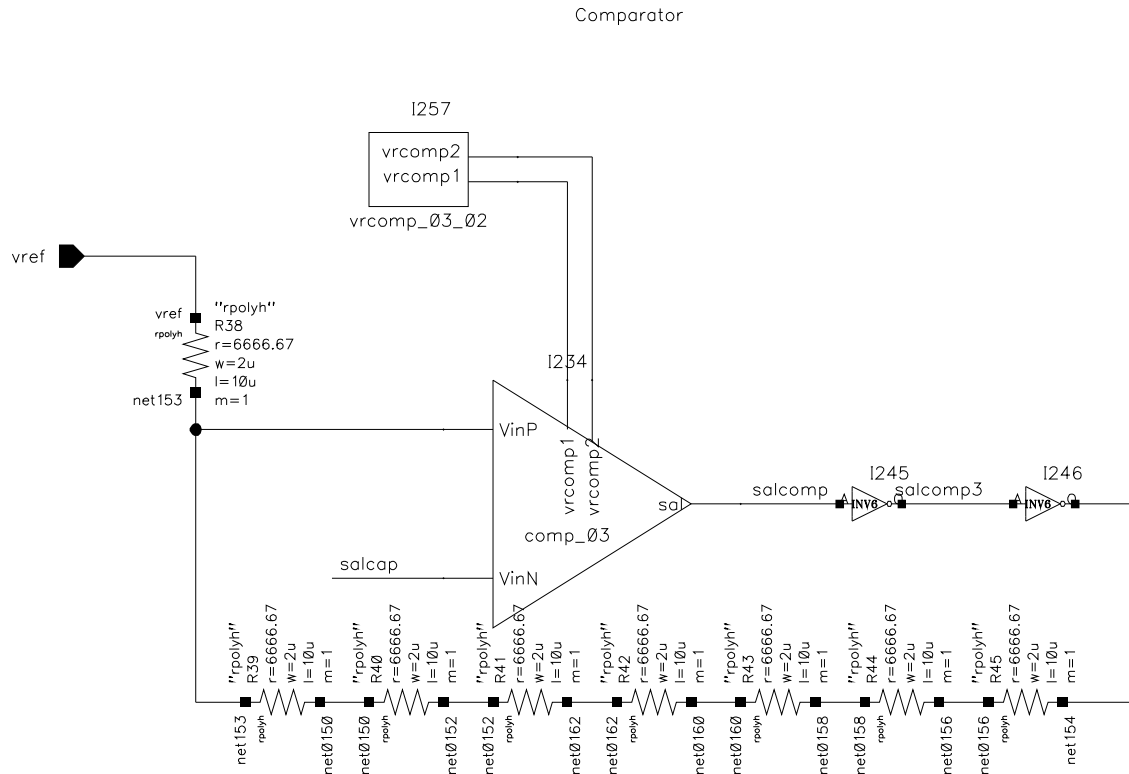 Comparator
I257
vrcomp2
vrcomp1
vrcomp_03_02
vref
vref
"rpolyh"
rpolyh
R38
r=6666.67
w=2u
l=10u
net153
m=1
I234
VinP
vrcomp1
vrcomp2
sal
comp_03
salcap
VinN
salcomp
I245
A
INV6
Q
salcomp3
I246
A
INV6
Q
"rpolyh"
R39
r=6666.67
w=2u
l=10u
m=1
net153
rpolyh
net0150
"rpolyh"
R40
r=6666.67
w=2u
l=10u
m=1
net0150
rpolyh
net0152
"rpolyh"
R41
r=6666.67
w=2u
l=10u
m=1
net0152
rpolyh
net0162
"rpolyh"
R42
r=6666.67
w=2u
l=10u
m=1
net0162
rpolyh
net0160
"rpolyh"
R43
r=6666.67
w=2u
l=10u
m=1
net0160
rpolyh
net0158
"rpolyh"
R44
r=6666.67
w=2u
l=10u
m=1
net0158
rpolyh
net0156
"rpolyh"
R45
r=6666.67
w=2u
l=10u
m=1
net0156
rpolyh
net154